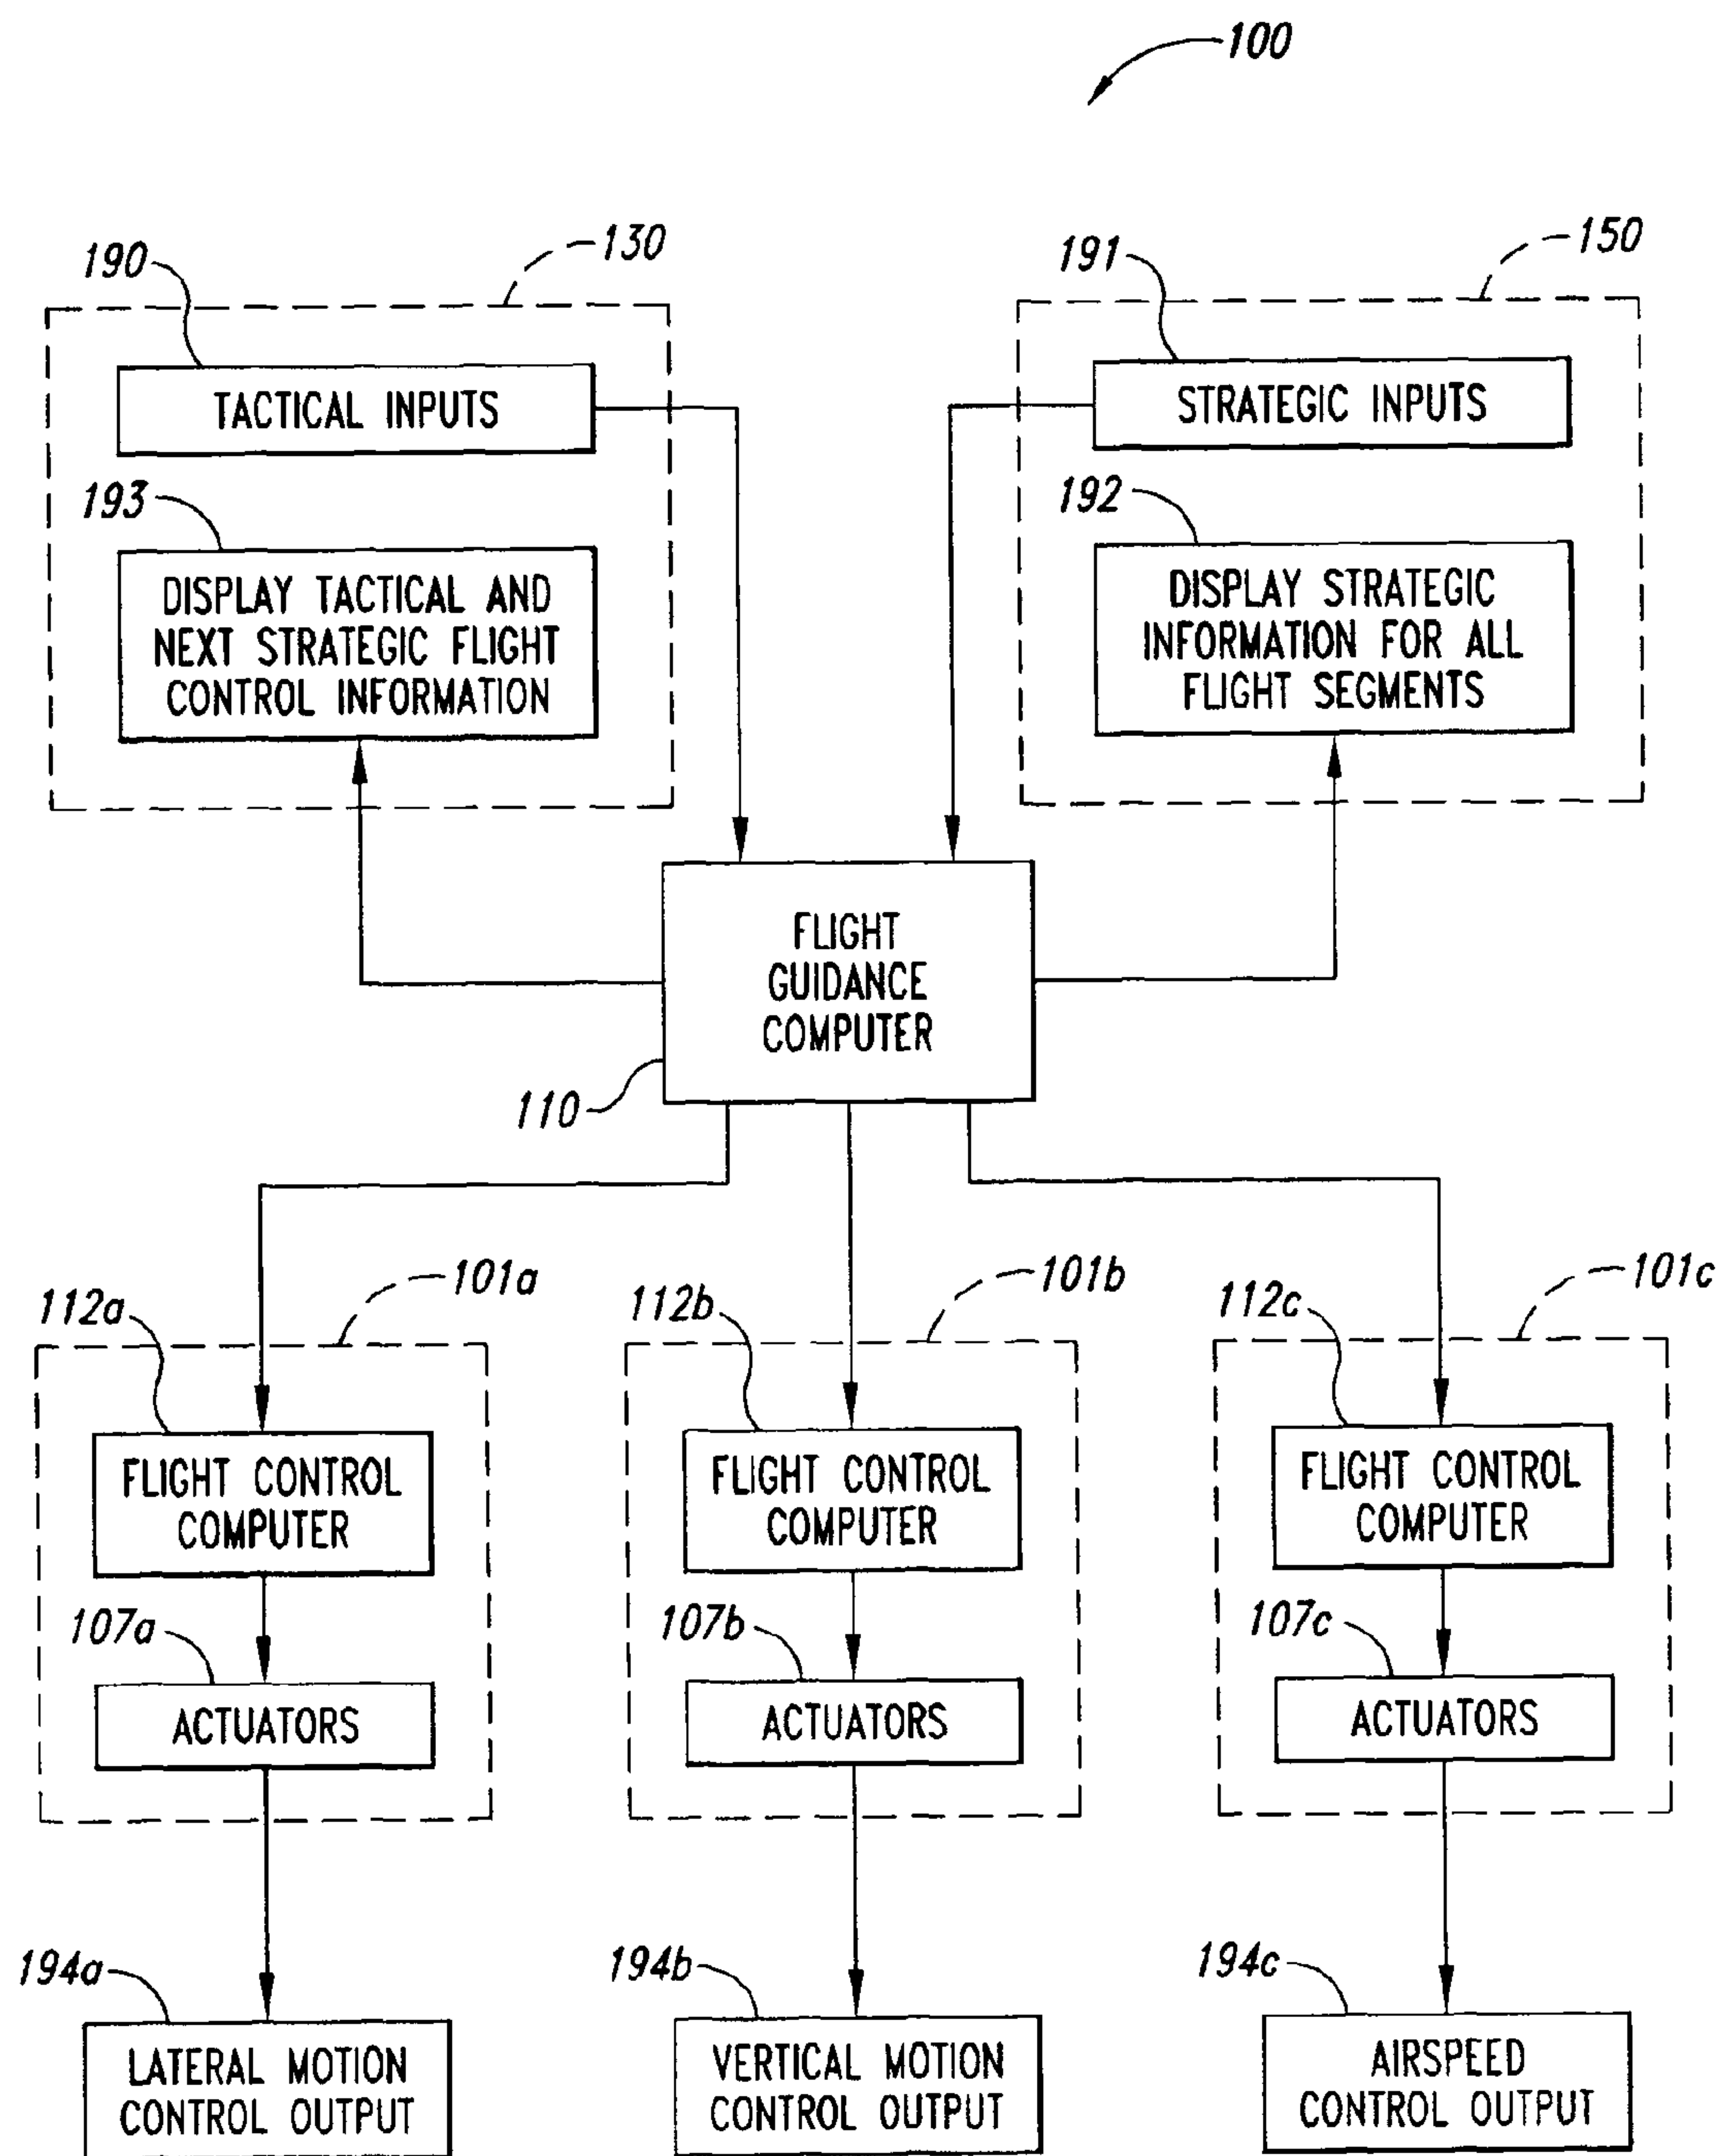 100
130
150
190
191
TACTICAL INPUTS
STRATEGIC INPUTS
193
192
DISPLAY TACTICAL AND
NEXT STRATEGIC FLIGHT
CONTROL INFORMATION
DISPLAY STRATEGIC
INFORMATION FOR ALL
FLIGHT SEGMENTS
FLIGHT
GUIDANCE
COMPUTER
110
101a
101b
101c
112a
112b
112c
FLIGHT CONTROL
COMPUTER
FLIGHT CONTROL
COMPUTER
FLIGHT CONTROL
COMPUTER
107a
107b
107c
ACTUATORS
ACTUATORS
ACTUATORS
194a
194b
194c
LATERAL MOTION
CONTROL OUTPUT
VERTICAL MOTION
CONTROL OUTPUT
AIRSPEED
CONTROL OUTPUT